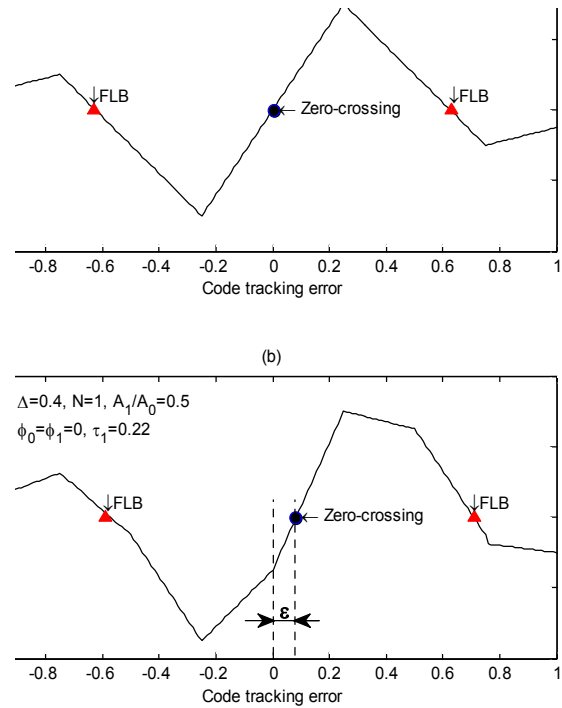 ↓FLB
↓FLB
← Zero-crossing
-0.8 -0.6 -0.4 -0.2 0 0.2 0.4 0.6 0.8 1
Code tracking error
(b)
Δ=0.4, N=1, A₁/A₀=0.5
ϕ₀=ϕ₁=0, τ₁=0.22
↓FLB
↓FLB
← Zero-crossing
ε
-0.8 -0.6 -0.4 -0.2 0 0.2 0.4 0.6 0.8 1
Code tracking error